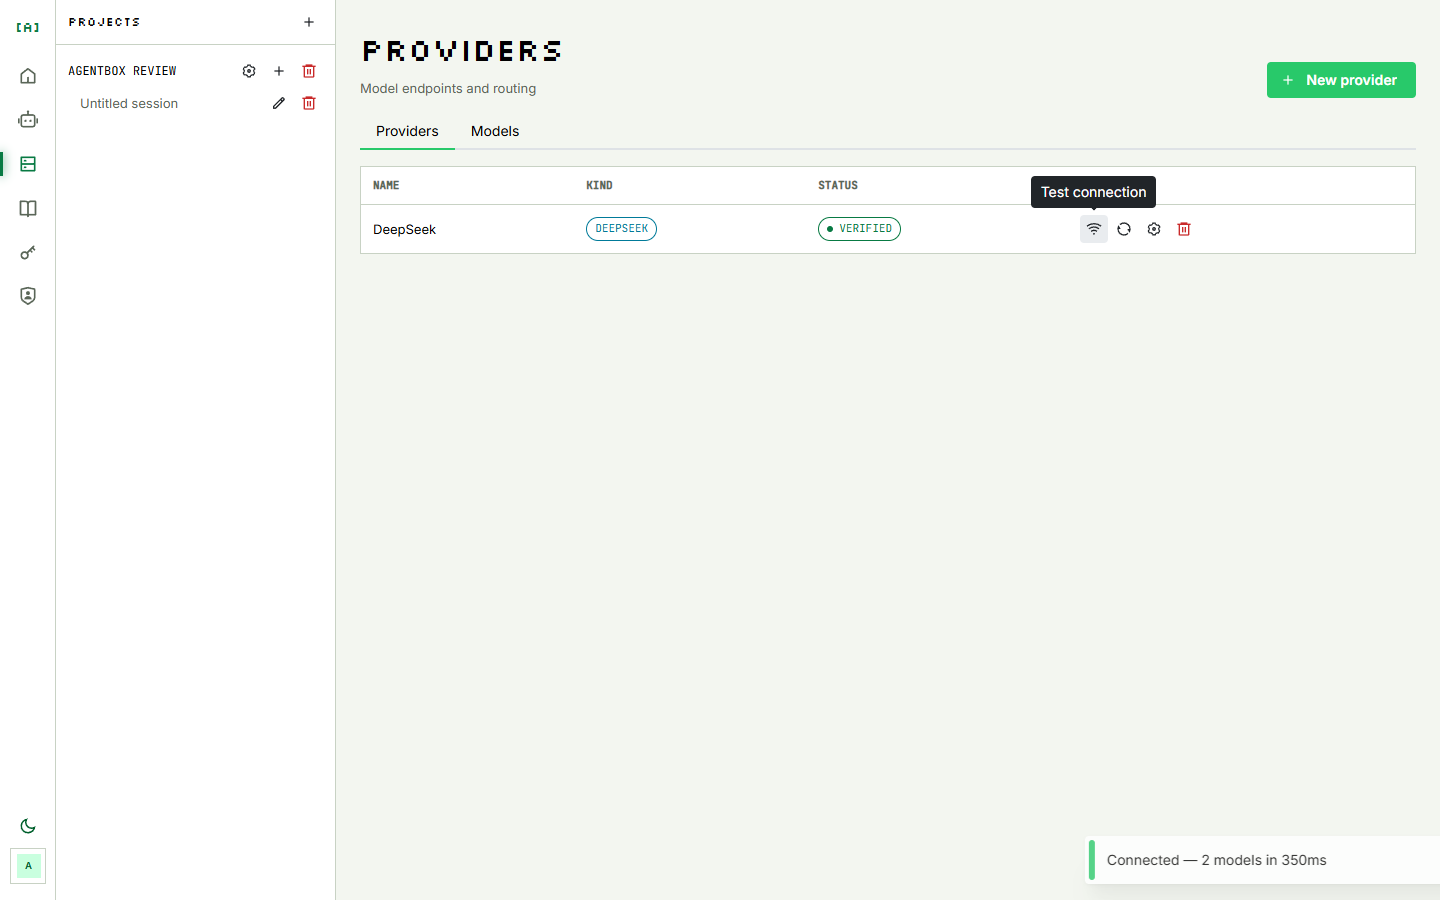 [A]
PROJECTS
AGENTBOX REVIEW
Untitled session
A
PROVIDERS
Model endpoints and routing
New provider
Providers
Models
NAME
KIND
STATUS
Test connection
DeepSeek
DEEPSEEK
VERIFIED
Connected — 2 models in 350ms